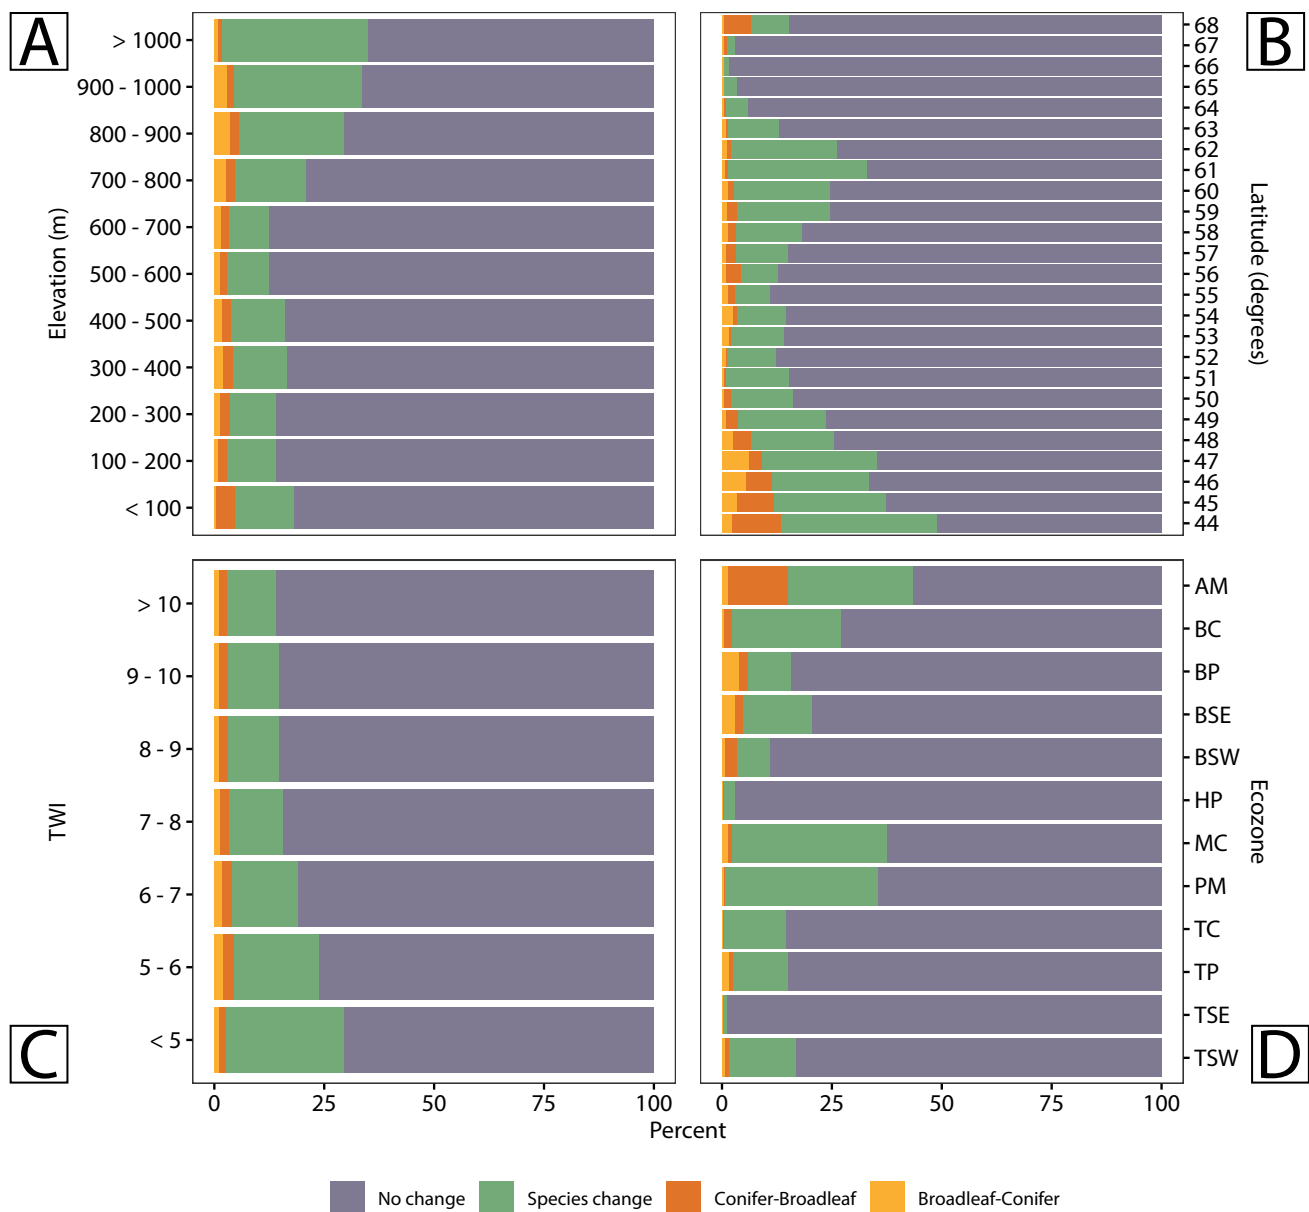 A
> 1000
900 - 1000
800 - 900
700 - 800
600 - 700
500 - 600
400 - 500
300 - 400
200 - 300
100 - 200
< 100
Elevation (m)
B
68
67
66
65
64
63
62
61
60
59
58
57
56
55
54
53
52
51
50
49
48
47
46
45
44
Latitude (degrees)
C
> 10
9 - 10
8 - 9
7 - 8
6 - 7
5 - 6
< 5
TWI
0 25 50 75 100
D
AM
BC
BP
BSE
BSW
HP
MC
PM
TC
TP
TSE
TSW
Ecozone
0 25 50 75 100
Percent
No change Species change Conifer-Broadleaf Broadleaf-Conifer